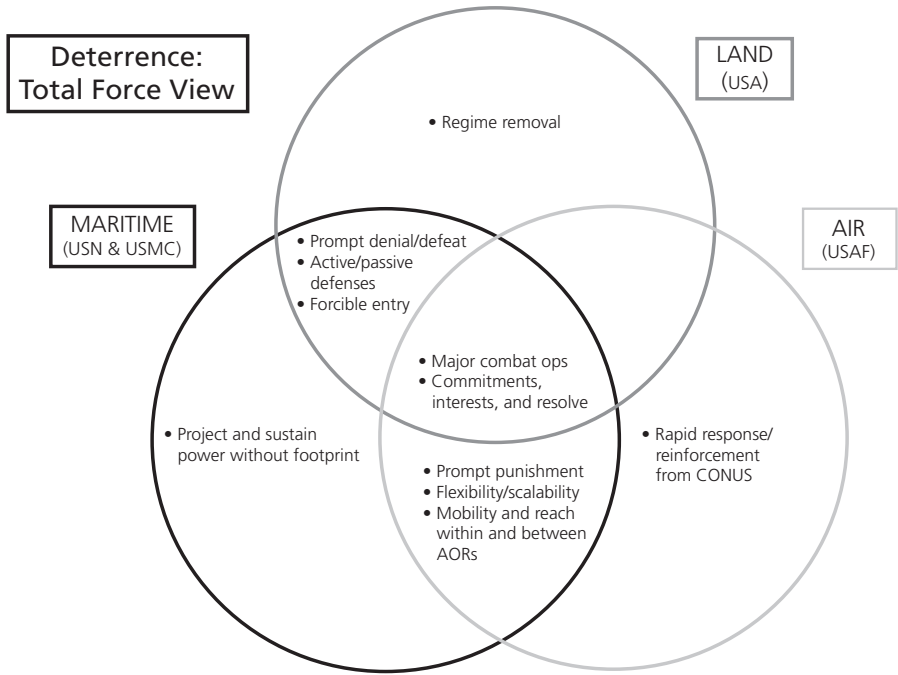 Deterrence:
Total Force View
LAND
(USA)
• Regime removal
MARITIME
(USN & USMC)
AIR
(USAF)
• Prompt denial/defeat
• Active/passive
defenses
• Forcible entry
• Major combat ops
• Commitments,
interests, and resolve
• Project and sustain
power without footprint
• Rapid response/
reinforcement
from CONUS
• Prompt punishment
• Flexibility/scalability
• Mobility and reach
within and between
AORs